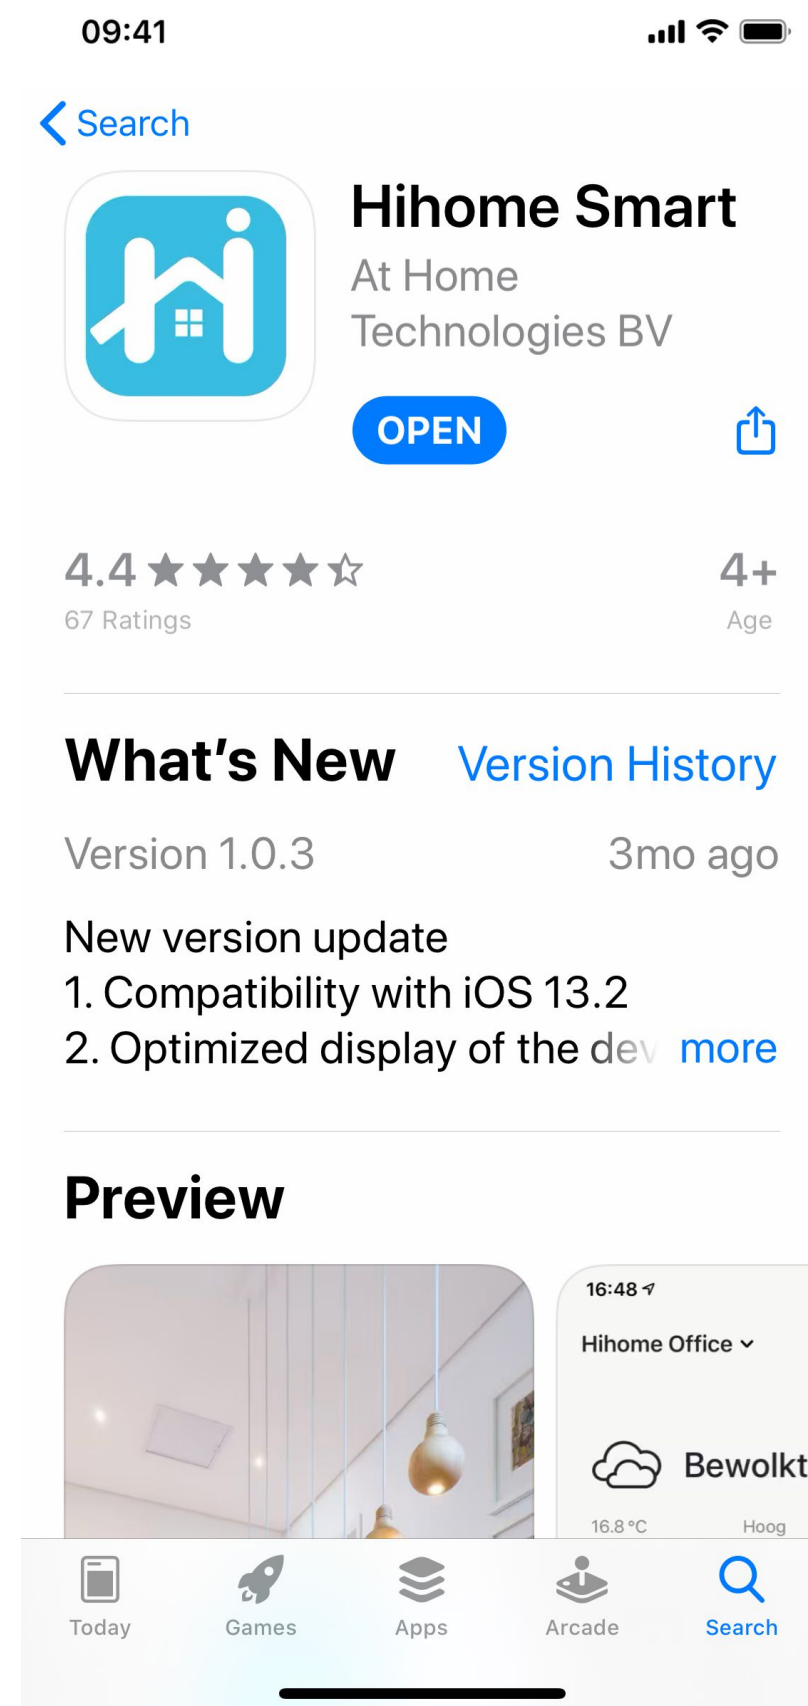 09:41
Search
Hihome Smart
At Home
Technologies BV
OPEN
4.4
4+
67 Ratings
Age
What's New
Version History
Version 1.0.3
3mo ago
New version update
1. Compatibility with iOS 13.2
2. Optimized display of the dev
more
Preview
16:48
Hihome Office
Bewolkt
16.8 °C
Hoog
Today
Games
Apps
Arcade
Search